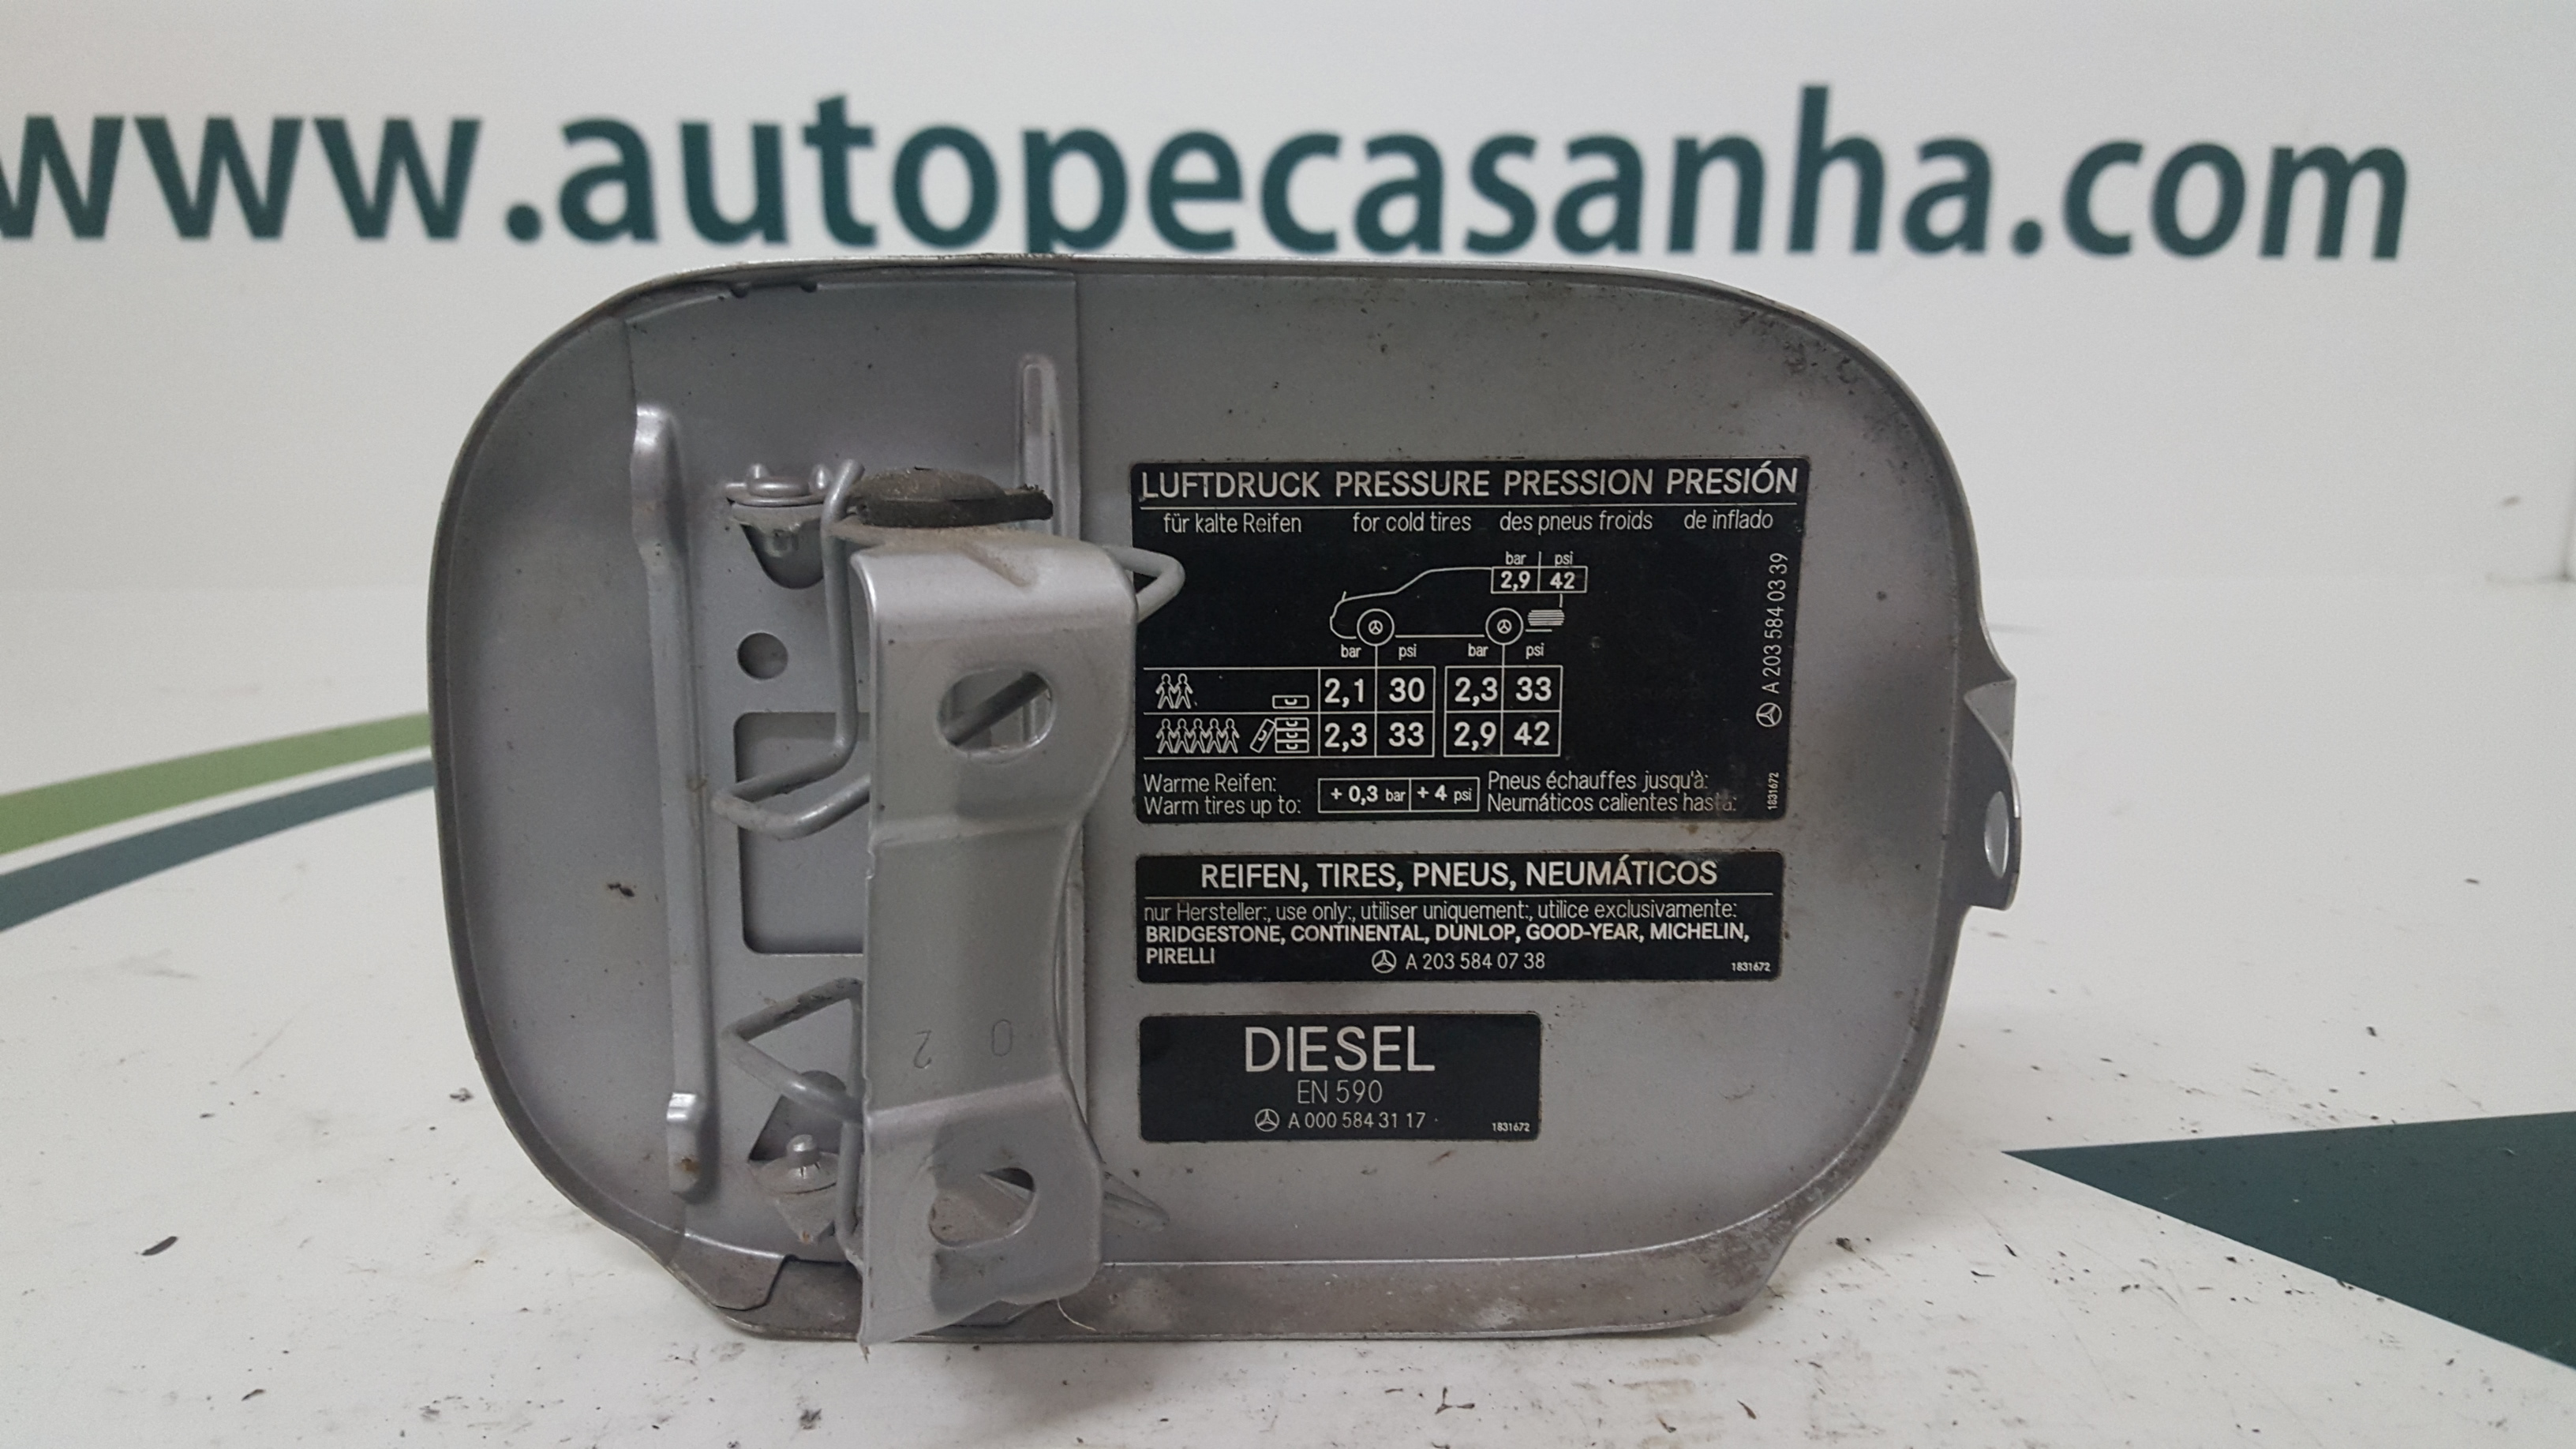 www.autopecasanha.com
LUFTDRUCK PRESSURE PRESSION PRESIÓN
für kalte Reifen for cold tires des pneus froids de inflado
bar psi
2,9 42
bar psi bar psi
2,1 30 2,3 33
2,3 33 2,9 42
Warme Reifen:
Warm tires up to:
+ 0,3 bar + 4 psi
Pneus échauffes jusqu'à:
Neumáticos calientes hasta:
A 203 584 03 39
1831672
REIFEN, TIRES, PNEUS, NEUMÁTICOS
nur Hersteller:, use only:, utiliser uniquement:, utilice exclusivamente:
BRIDGESTONE, CONTINENTAL, DUNLOP, GOOD-YEAR, MICHELIN,
PIRELLI
A 203 584 07 38
1831672
DIESEL
EN 590
A 000 584 31 17
1831672
0 2